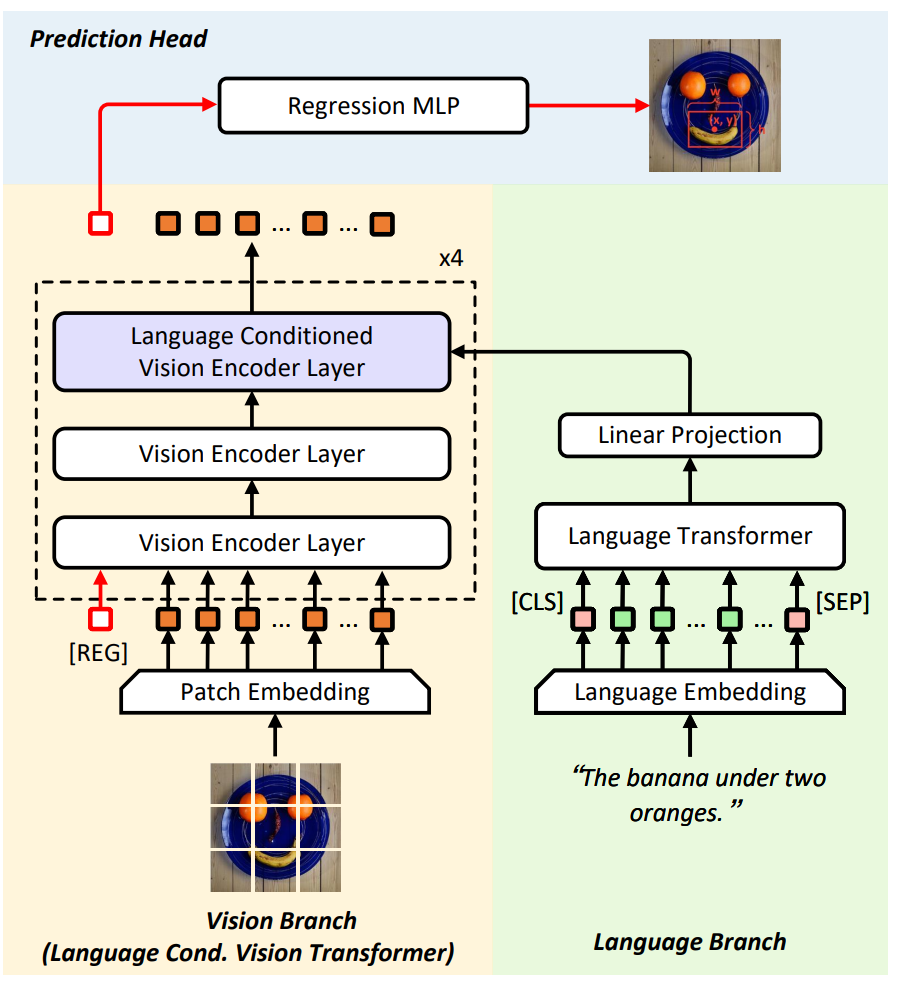 Prediction Head
Regression MLP
w
(x, y)
h
x4
Language Conditioned
Vision Encoder Layer
Vision Encoder Layer
Vision Encoder Layer
[REG]
Patch Embedding
Vision Branch
(Language Cond. Vision Transformer)
Linear Projection
Language Transformer
[CLS]
[SEP]
Language Embedding
“The banana under two
oranges.”
Language Branch